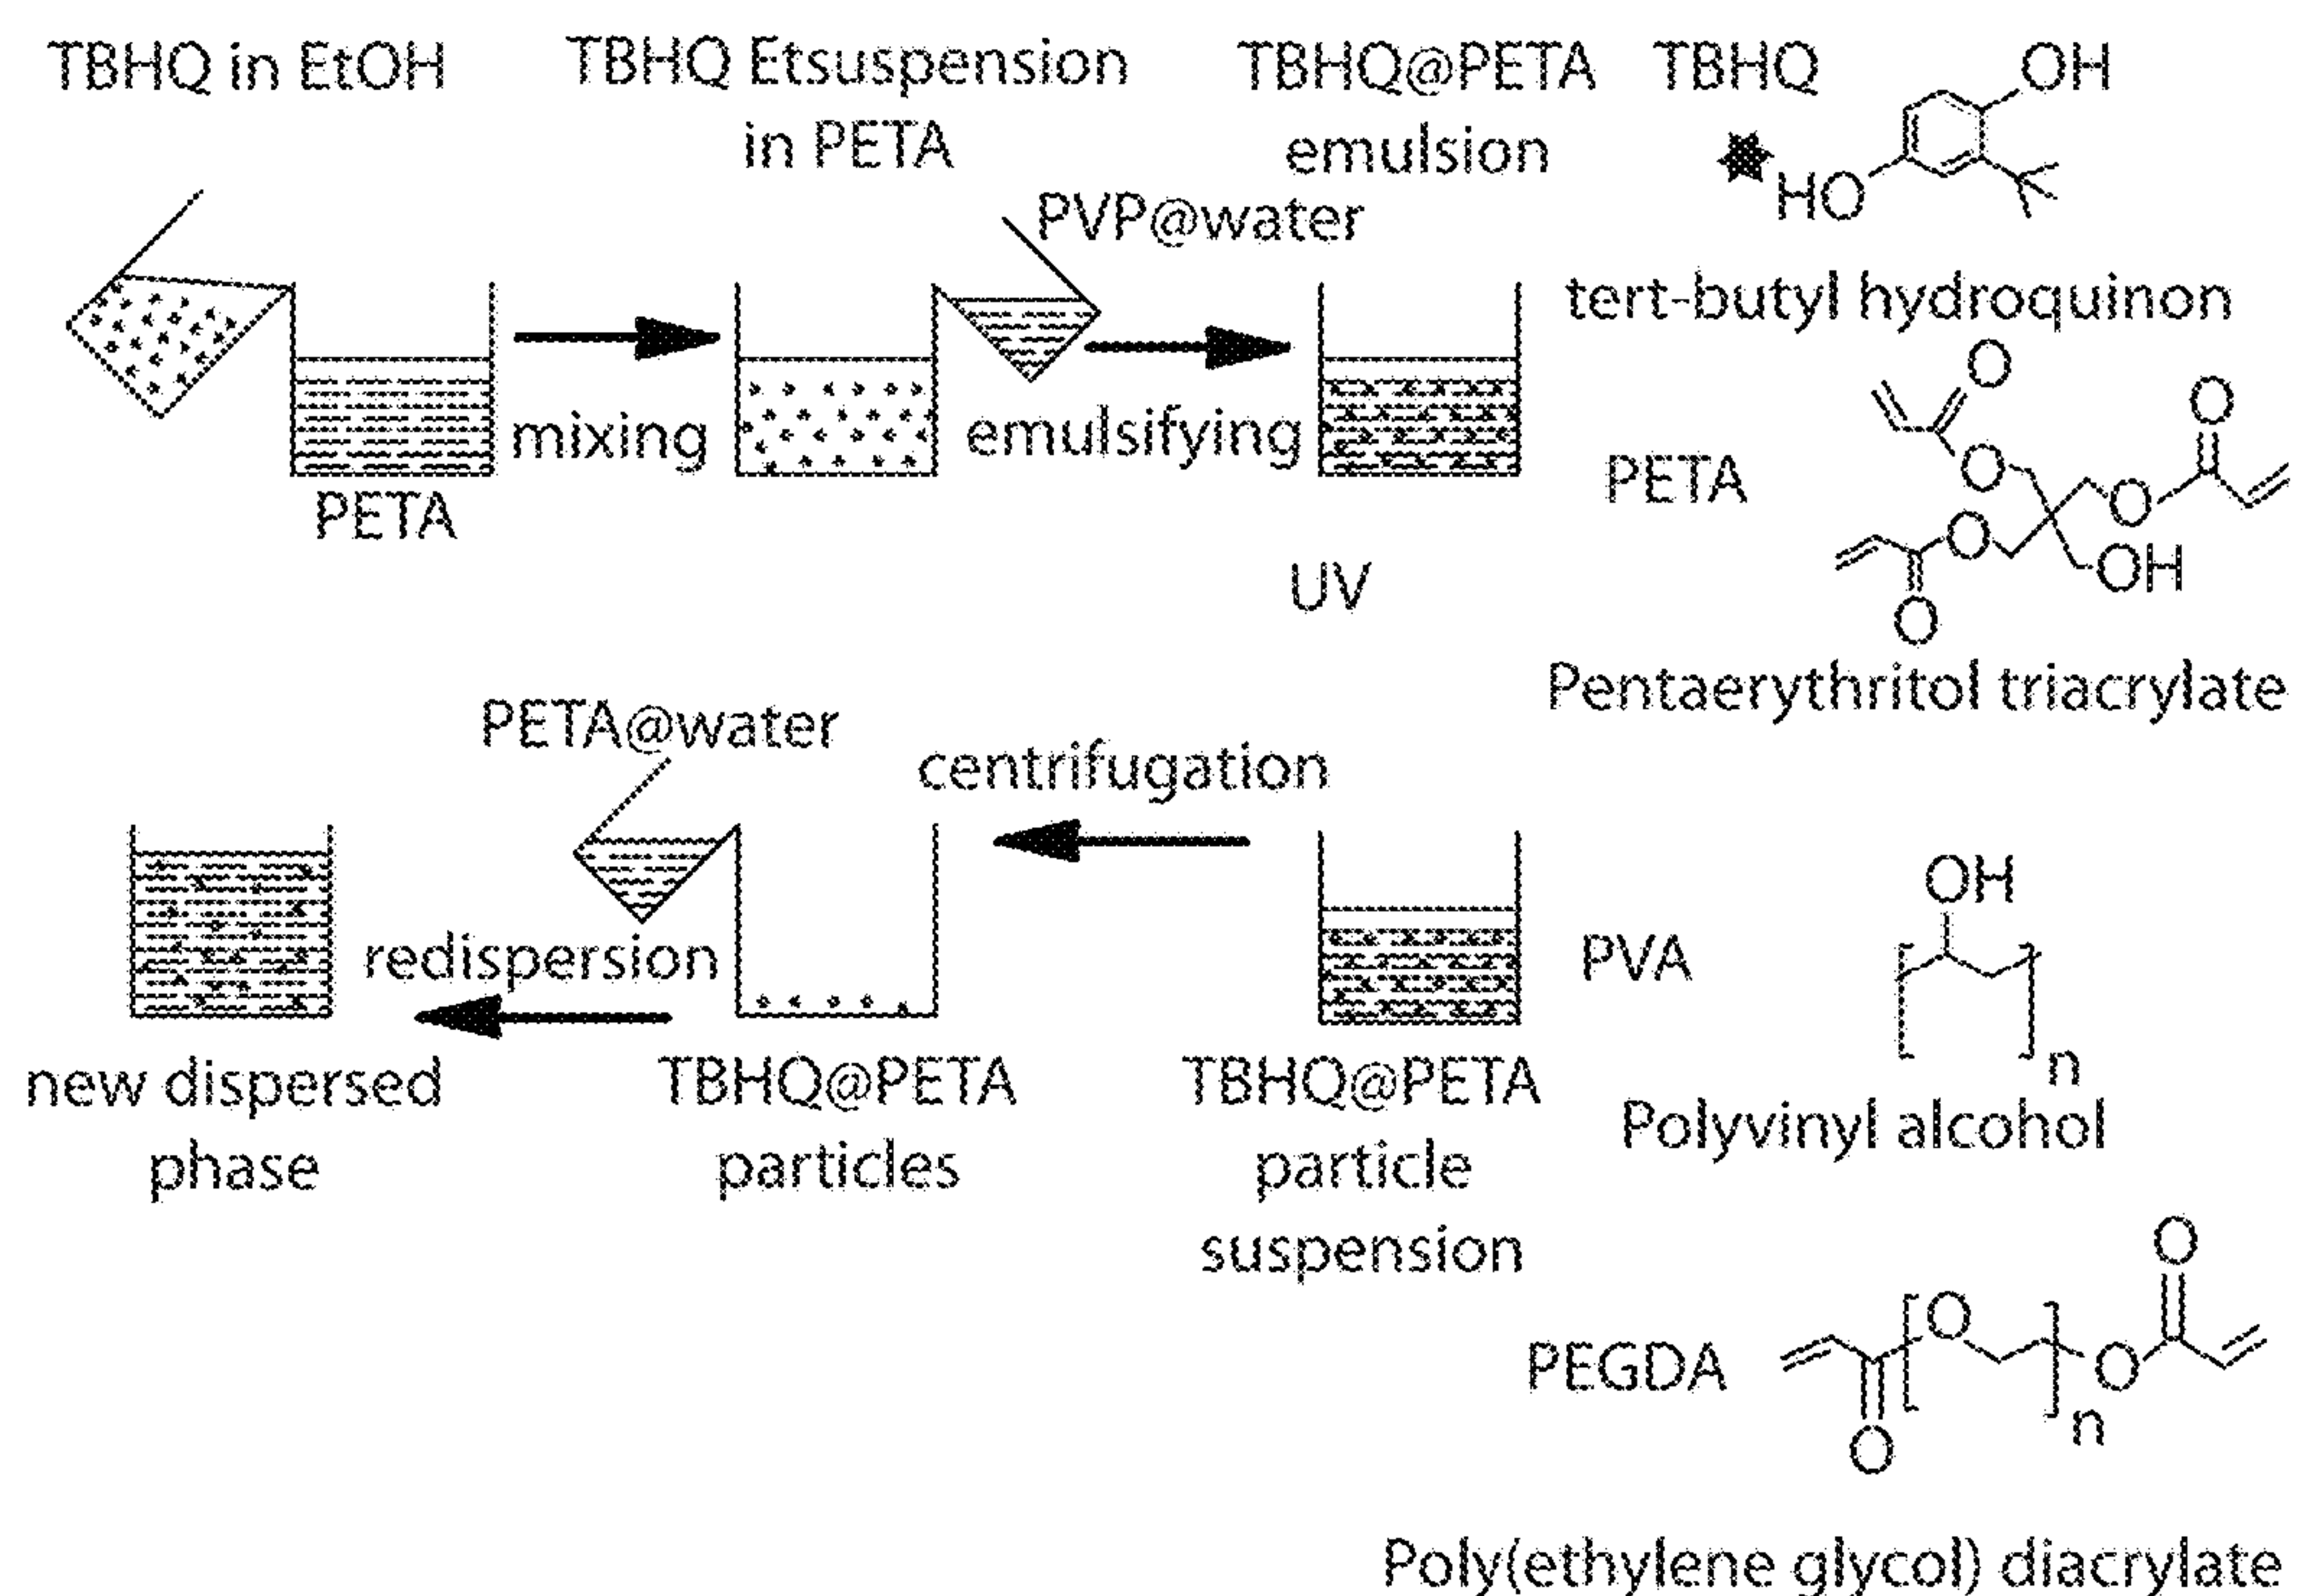 TBHQ in EtOH
TBHQ Etsuspension
in PETA
TBHQ@PETA
emulsion
PVP@water
mixing
emulsifying
PETA
UV
TBHQ
OH
HO
tert-butyl hydroquinon
PETA
O
O
O
O
O
OH
O
Pentaerythritol triacrylate
PETA@water
centrifugation
redispersion
new dispersed
phase
TBHQ@PETA
particles
TBHQ@PETA
particle
suspension
PVA
OH
n
Polyvinyl alcohol
PEGDA
O
O
O
n
O
Poly(ethylene glycol) diacrylate